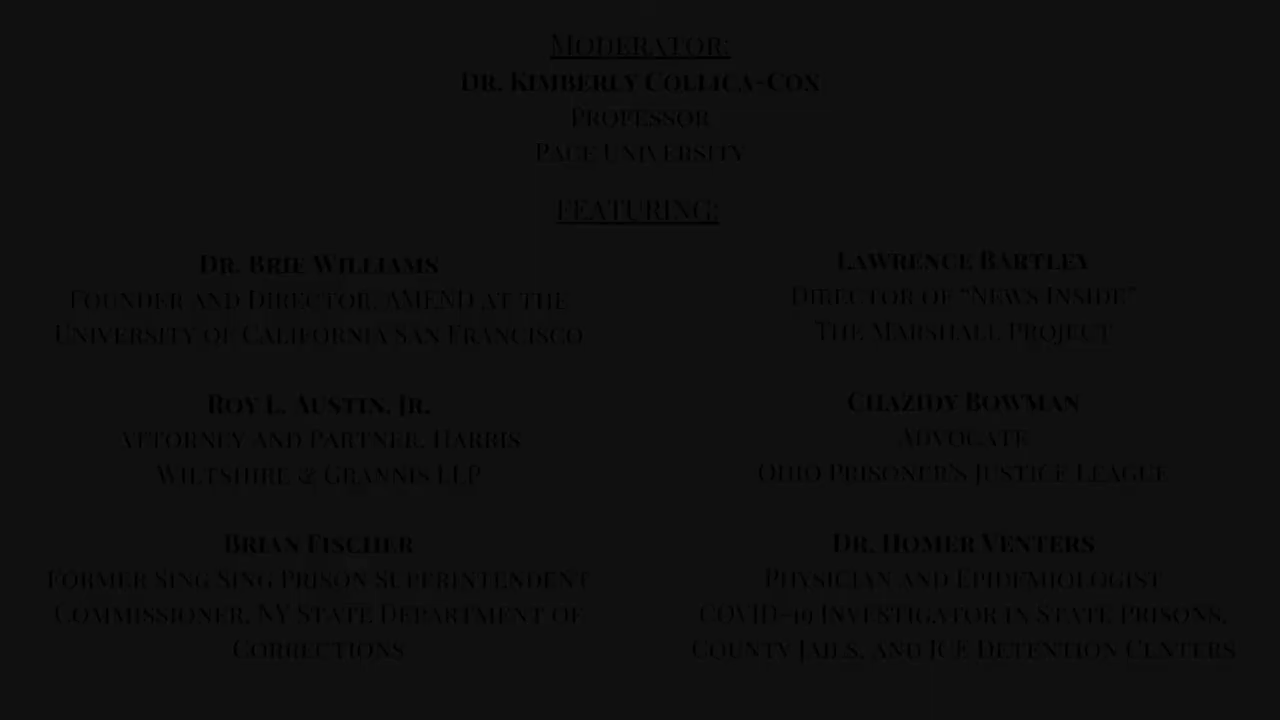 Moderator:
Dr. Kimberly Collica-Cox
Professor
Pace University
FEATURING:
Dr. Brie Williams
Founder and Director, AMEND at the
University of California San Francisco
Roy L. Austin, Jr.
Attorney and Partner, Harris
Wiltshire & Grannis LLP
Brian Fischer
Former Sing Sing Prison Superintendent
Commissioner, NY State Department of
Corrections
Lawrence Bartley
Director of “News Inside”
The Marshall Project
Chazidy Bowman
Advocate
Ohio Prisoner’s Justice League
Dr. Homer Venters
Physician and Epidemiologist
COVID-19 Investigator in State Prisons,
County Jails, and ICE Detention Centers